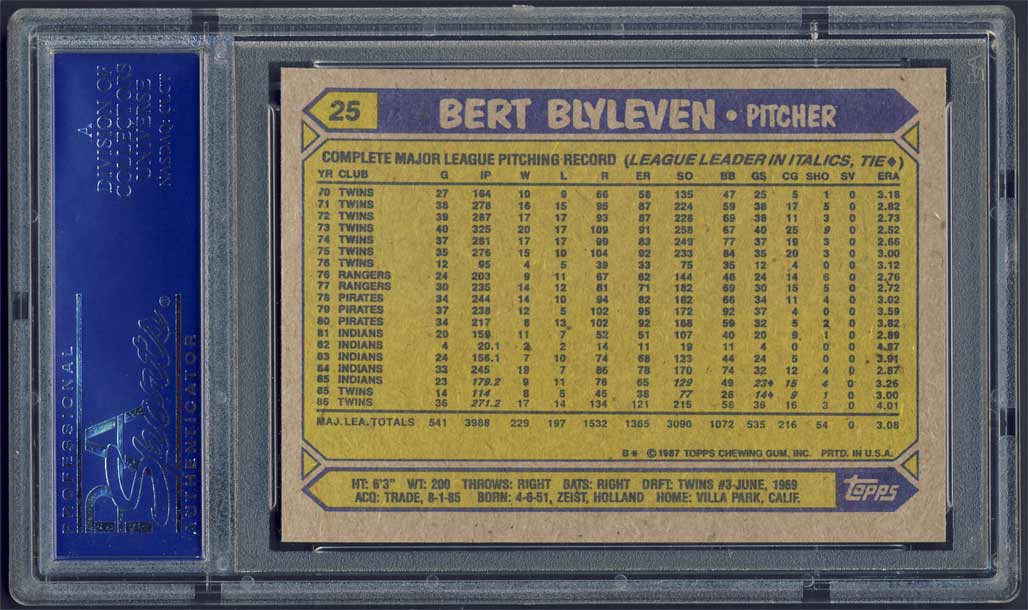 25 BERT BLYLEVEN • PITCHER
COMPLETE MAJOR LEAGUE PITCHING RECORD (LEAGUE LEADER IN ITALICS, TIE♦)
YR CLUB G IP W L R ER SO BB GS CG SHO SV ERA
70 TWINS 27 164 10 9 66 58 135 47 25 5 1 0 3.18
71 TWINS 38 278 16 15 95 87 224 59 38 17 5 0 2.82
72 TWINS 39 287 17 17 93 87 228 69 38 11 3 0 2.73
73 TWINS 40 325 20 17 109 91 258 67 40 25 9 0 2.52
74 TWINS 37 281 17 17 99 83 249 77 37 19 3 0 2.66
75 TWINS 35 276 15 10 104 92 233 84 35 20 3 0 3.00
76 TWINS 12 95 4 5 39 33 75 35 12 4 0 0 3.12
76 RANGERS 24 203 9 11 67 62 144 46 24 14 6 0 2.76
77 RANGERS 30 235 14 12 81 71 182 69 30 15 5 0 2.72
78 PIRATES 34 244 14 10 94 82 182 66 34 11 4 0 3.02
79 PIRATES 37 238 12 5 102 95 172 92 37 4 0 0 3.59
80 PIRATES 34 217 8 13 102 92 168 59 32 5 2 0 3.82
81 INDIANS 20 159 11 7 52 51 107 40 20 9 1 0 2.89
82 INDIANS 4 20.1 2 2 14 11 19 11 4 0 0 0 4.87
83 INDIANS 24 156.1 7 10 74 68 123 44 24 5 0 0 3.91
84 INDIANS 33 245 19 7 86 78 170 74 32 12 4 0 2.87
85 INDIANS 23 179.2 9 11 76 65 129 49 23♦ 15 4 0 3.26
85 TWINS 14 114 8 5 45 38 77 26 14♦ 9 1 0 3.00
86 TWINS 36 271.2 17 14 134 121 215 58 36 16 3 0 4.01
MAJ. LEA. TOTALS 541 3988 229 197 1532 1365 3090 1072 535 216 54 0 3.08
B* © 1987 TOPPS CHEWING GUM, INC. PRTD. IN U.S.A.
HT: 6'3" WT: 200 THROWS: RIGHT BATS: RIGHT DRFT: TWINS #3-JUNE, 1969
ACQ: TRADE, 8-1-85 BORN: 4-6-51, ZEIST, HOLLAND HOME: VILLA PARK, CALIF.
TOPPS
A
DIVISION OF
COLLECTORS
UNIVERSE
NASDAQ: CLCT
PROFESSIONAL
PSA
Sports ®
AUTHENTICATOR